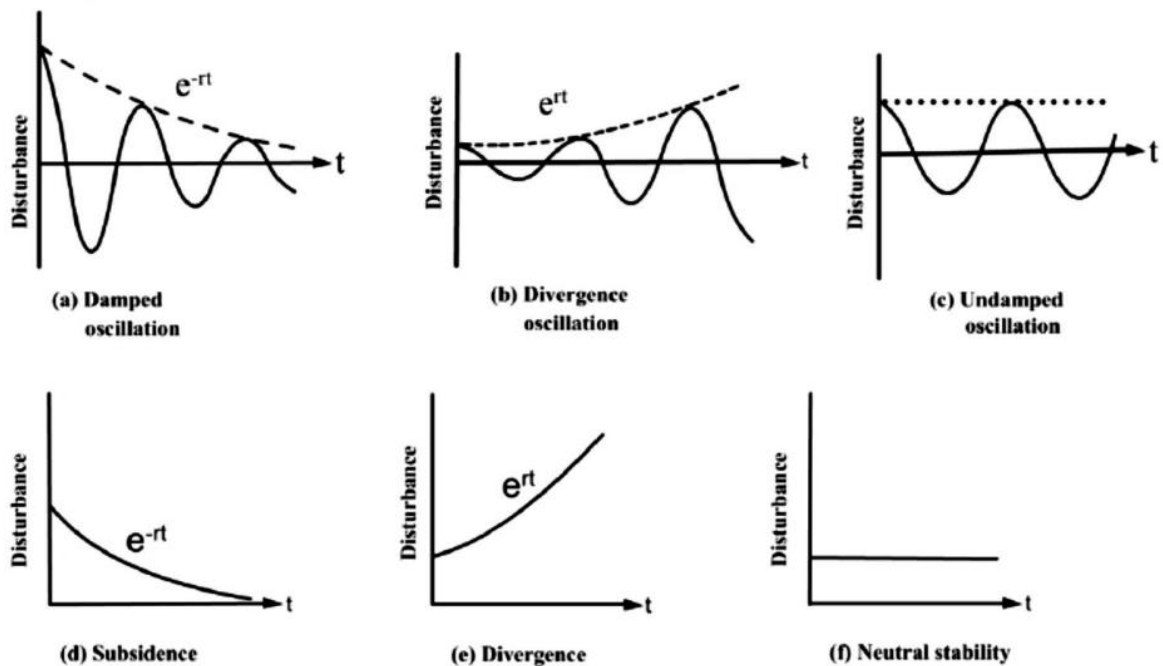 Disturbance
e^-rt
t
(a) Damped
oscillation
Disturbance
e^rt
t
(b) Divergence
oscillation
Disturbance
t
(c) Undamped
oscillation
Disturbance
e^-rt
t
(d) Subsidence
Disturbance
e^rt
t
(e) Divergence
Disturbance
t
(f) Neutral stability